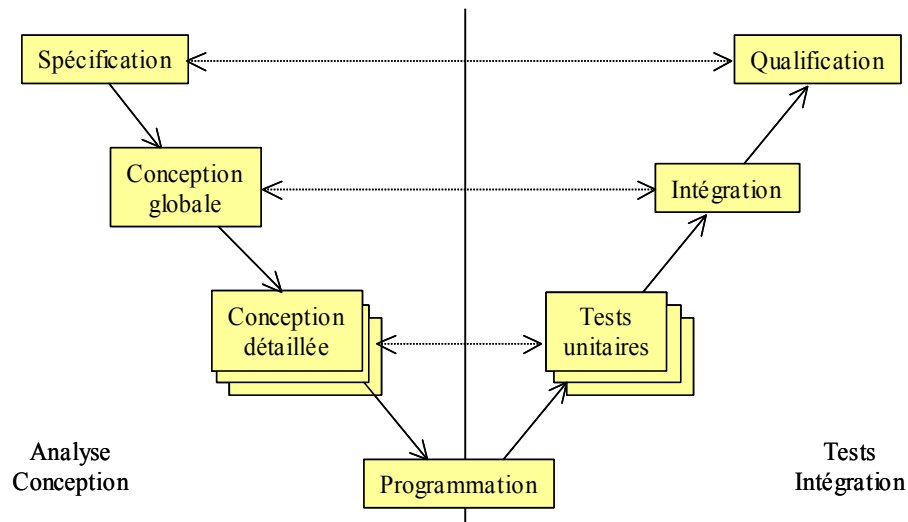 Spécification
Qualification
Conception
globale
Intégration
Conception
détaillée
Tests
unitaires
Analyse
Conception
Programmation
Tests
Intégration